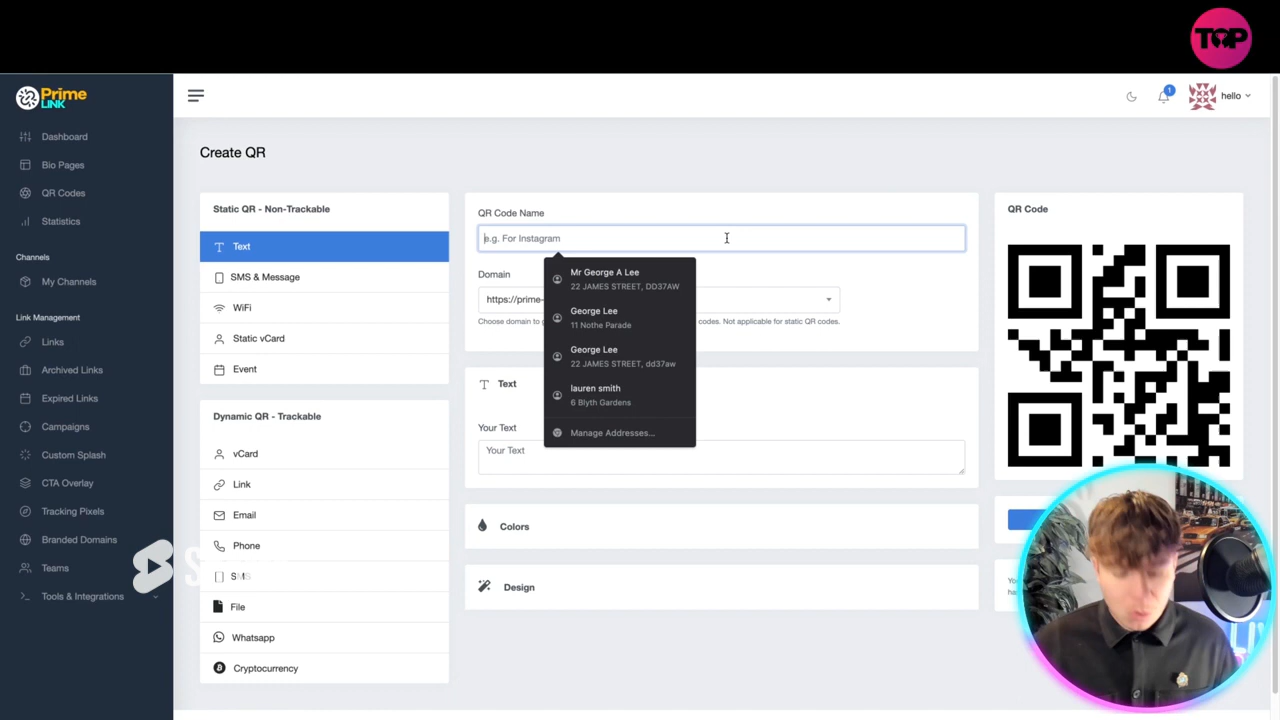 TOP
Prime
LINK
1
hello
Dashboard
Bio Pages
QR Codes
Statistics
Channels
My Channels
Link Management
Links
Archived Links
Expired Links
Campaigns
Custom Splash
CTA Overlay
Tracking Pixels
Branded Domains
Teams
Tools & Integrations
Create QR
Static QR - Non-Trackable
Text
SMS & Message
WiFi
Static vCard
Event
Dynamic QR - Trackable
vCard
Link
Email
Phone
SMS
File
Whatsapp
Cryptocurrency
QR Code Name
e.g. For Instagram
Domain
https://prime-
Choose domain to
codes. Not applicable for static QR codes.
Mr George A Lee
22 JAMES STREET, DD37AW
George Lee
11 Nothe Parade
George Lee
22 JAMES STREET, dd37aw
lauren smith
6 Blyth Gardens
Manage Addresses...
Text
Your Text
Your Text
Colors
Design
QR Code